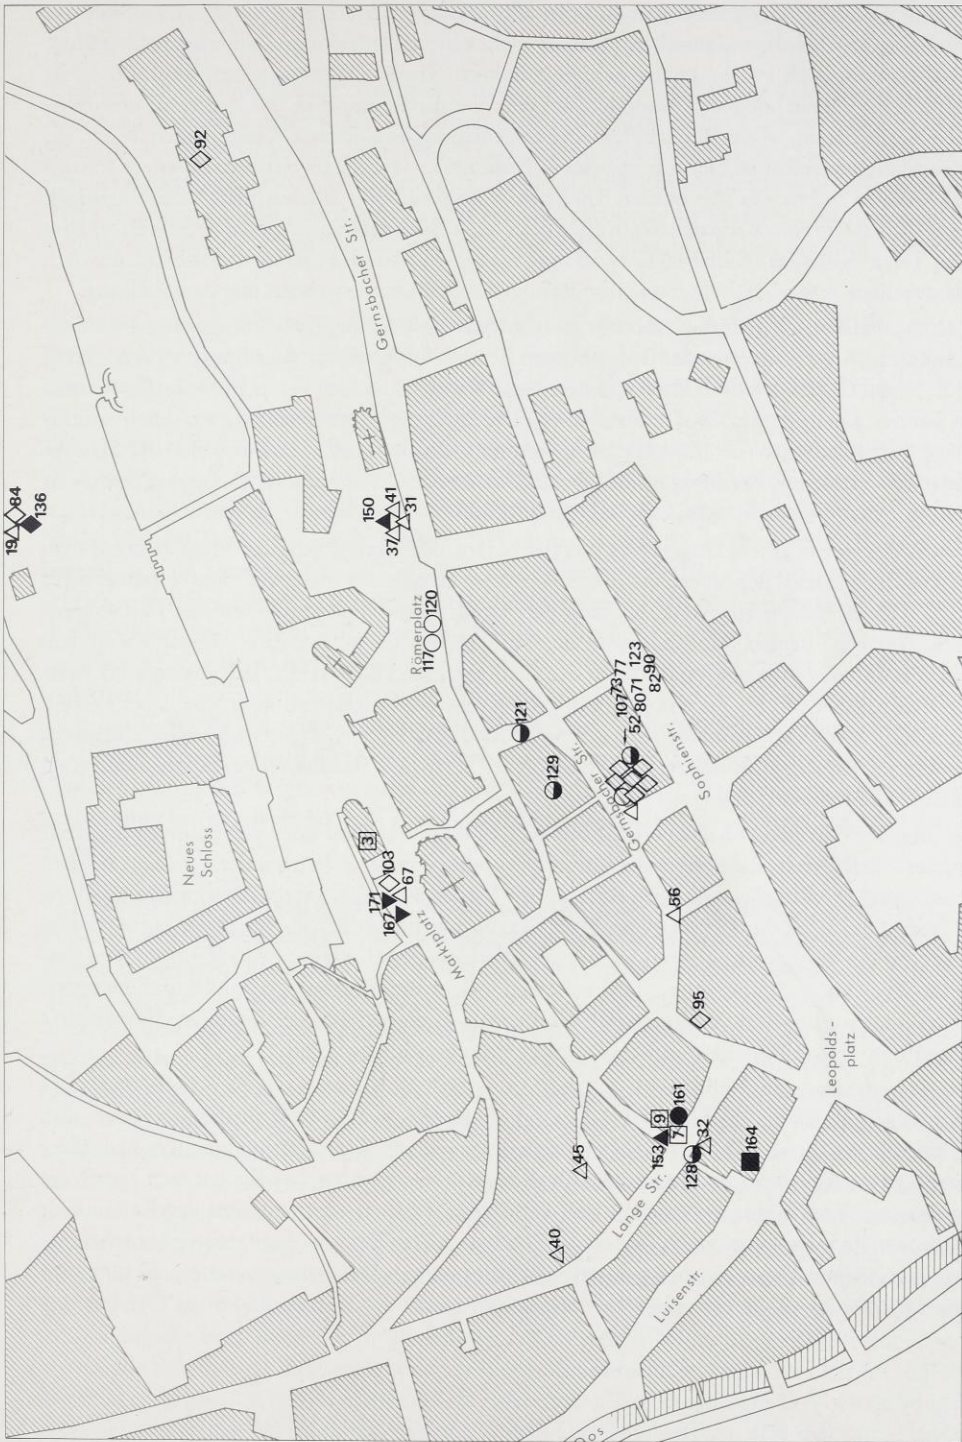 92
Gernsbacher Str.
19
84
136
150
41
37
31
Römerplatz
117
120
121
129
Gernsbacher Str.
107 73 77
52 80 71 123
82 90
Sophienstr.
Neues
Schloss
3
103
171
67
167
Marktplatz
56
95
Leopolds-
platz
9
161
7
153
32
128
164
45
40
Lange Str.
Luisenstr.
Oos